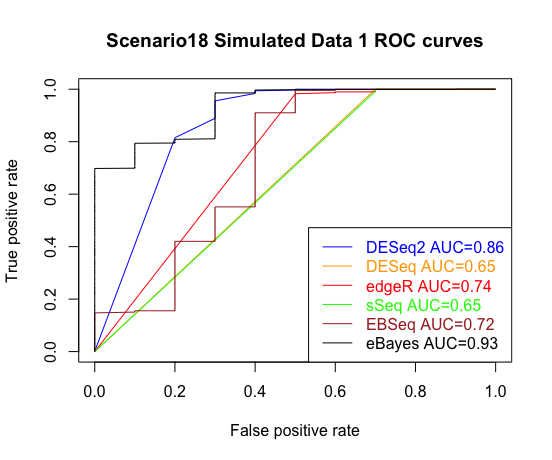 Scenario18 Simulated Data 1 ROC curves
True positive rate
1.0
0.8
0.6
0.4
0.2
0.0
DESeq2 AUC=0.86
DESeq AUC=0.65
edgeR AUC=0.74
sSeq AUC=0.65
EBSeq AUC=0.72
eBayes AUC=0.93
0.0 0.2 0.4 0.6 0.8 1.0
False positive rate